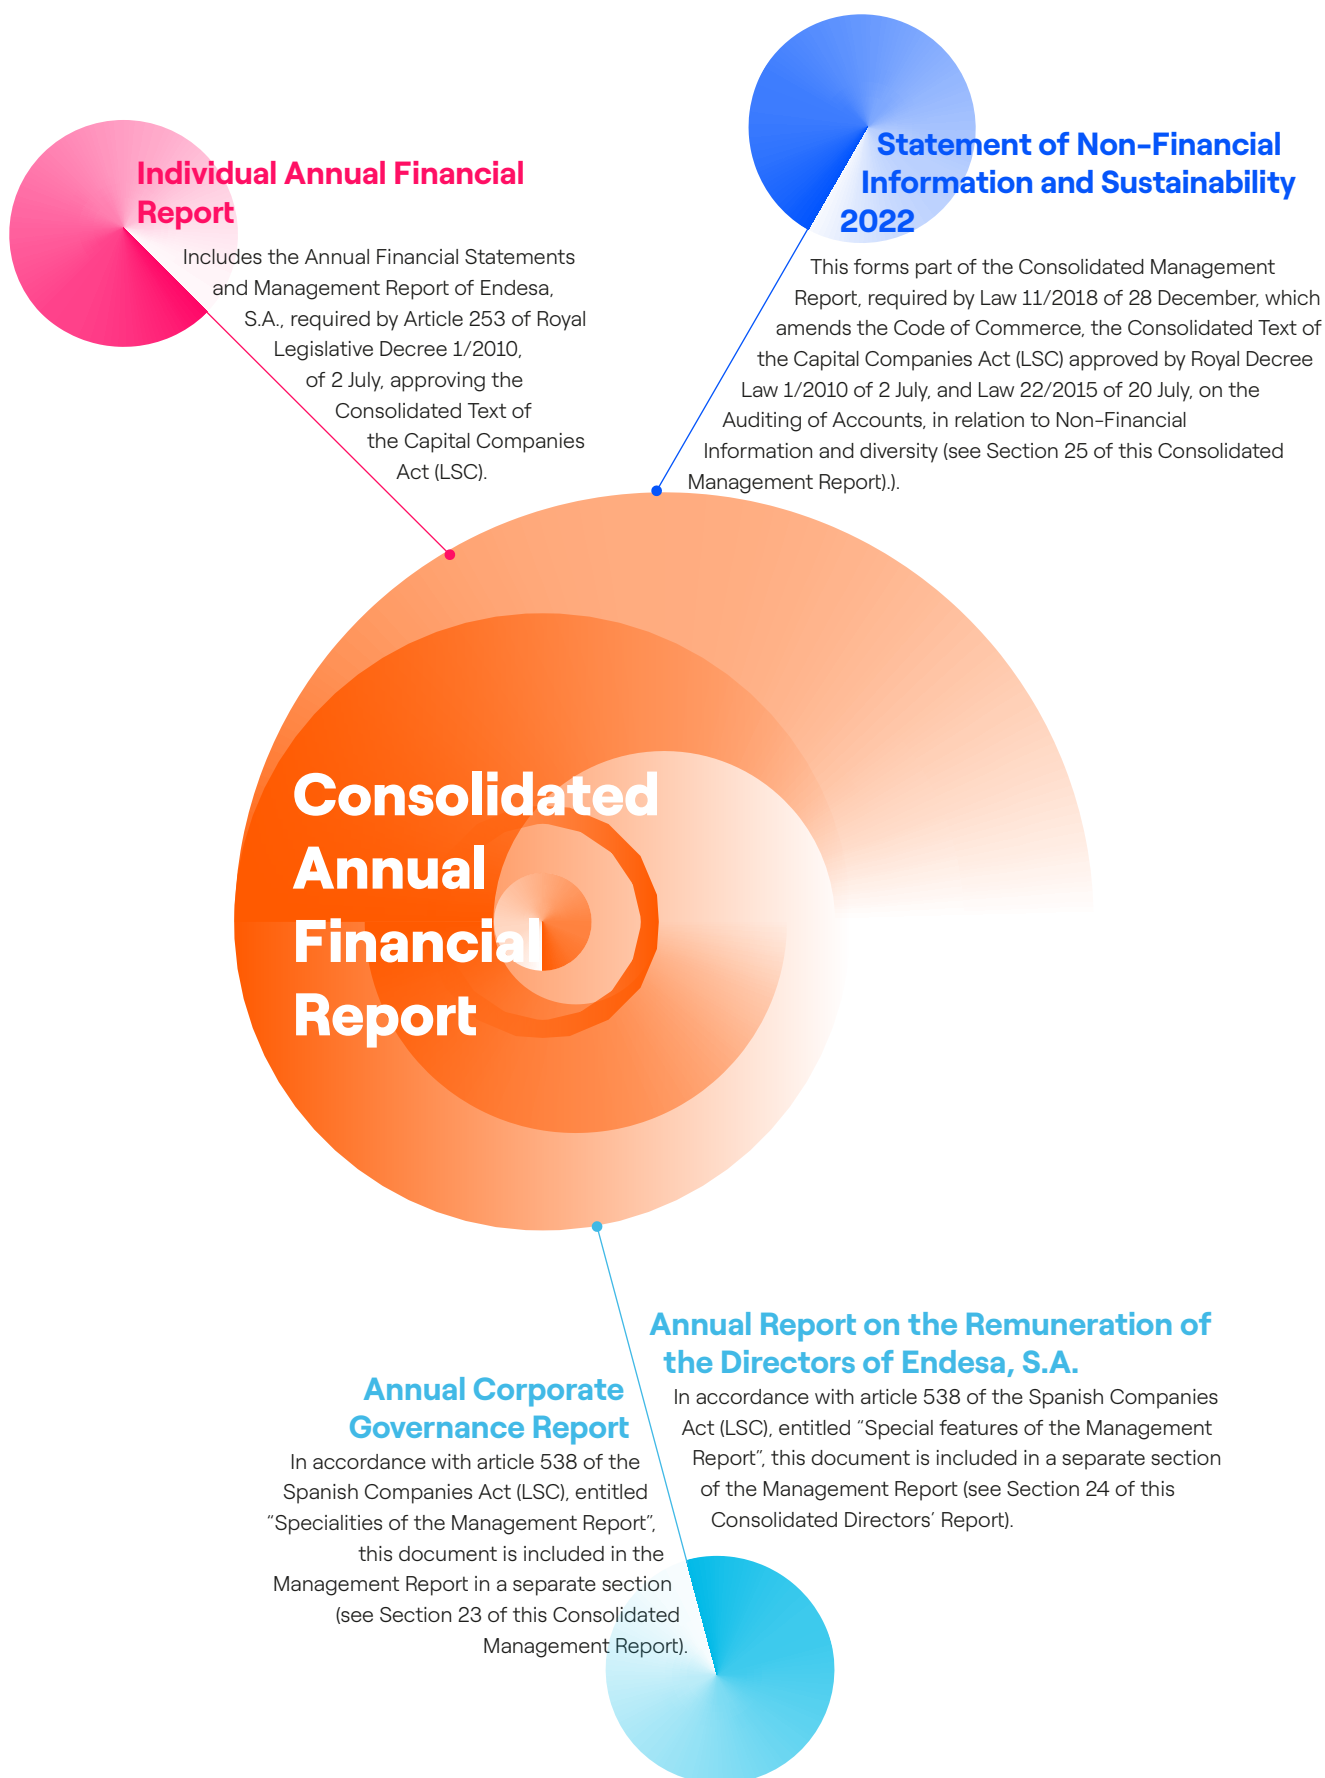 Individual Annual Financial
Report
Includes the Annual Financial Statements
and Management Report of Endesa,
S.A., required by Article 253 of Royal
Legislative Decree 1/2010,
of 2 July, approving the
Consolidated Text of
the Capital Companies
Act (LSC).
Statement of Non-Financial
Information and Sustainability
2022
This forms part of the Consolidated Management
Report, required by Law 11/2018 of 28 December, which
amends the Code of Commerce, the Consolidated Text of
the Capital Companies Act (LSC) approved by Royal Decree
Law 1/2010 of 2 July, and Law 22/2015 of 20 July, on the
Auditing of Accounts, in relation to Non-Financial
Information and diversity (see Section 25 of this Consolidated
Management Report).).
Consolidated
Annual
Financial
Report
Annual Corporate
Governance Report
In accordance with article 538 of the
Spanish Companies Act (LSC), entitled
“Specialities of the Management Report”,
this document is included in the
Management Report in a separate section
(see Section 23 of this Consolidated
Management Report).
Annual Report on the Remuneration of
the Directors of Endesa, S.A.
In accordance with article 538 of the Spanish Companies
Act (LSC), entitled “Special features of the Management
Report”, this document is included in a separate section
of the Management Report (see Section 24 of this
Consolidated Directors’ Report).